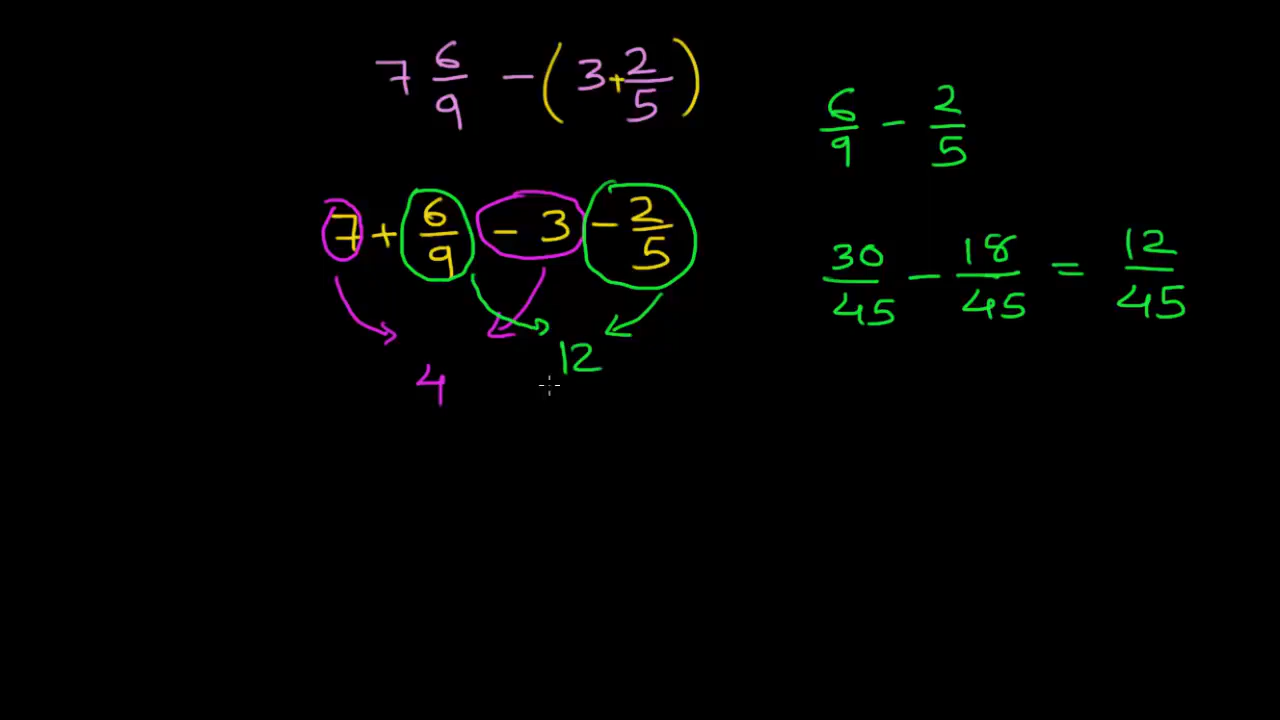 7 6/9 - (3+2/5)
6/9 - 2/5
7 + 6/9 - 3 - 2/5
30/45 - 18/45 = 12/45
4 12